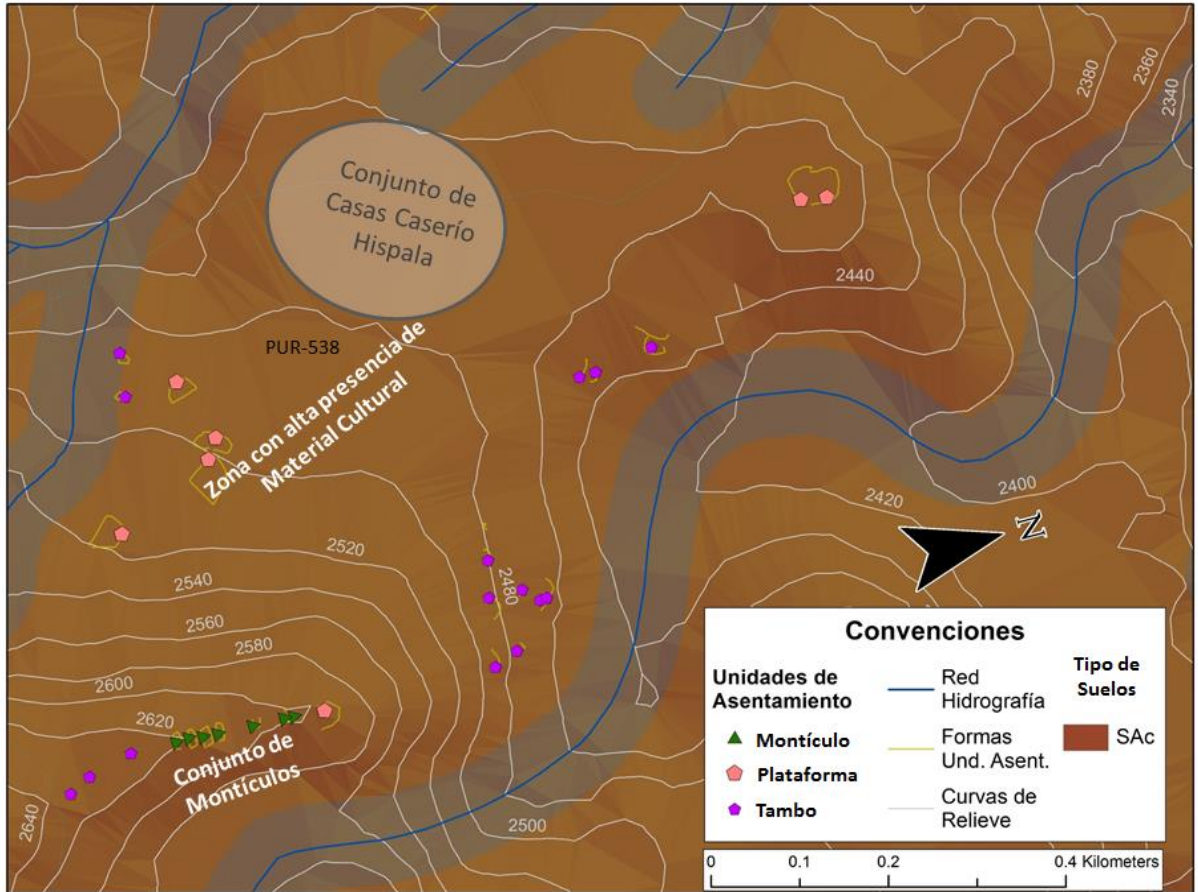 2380
2360
2340
Conjunto de
Casas Caserío
Hispala
2440
PUR-538
Zona con alta presencia de
Material Cultural
2400
2420
N
2520
2540
2480
2560
2580
2600
2620
Conjunto de
Montículos
2640
2500
Convenciones
Unidades de
Asentamiento
Montículo
Plataforma
Tambo
Red
Hidrografía
Formas
Und. Asent.
Curvas de
Relieve
Tipo de
Suelos
SAc
0 0.1 0.2 0.4 Kilometers